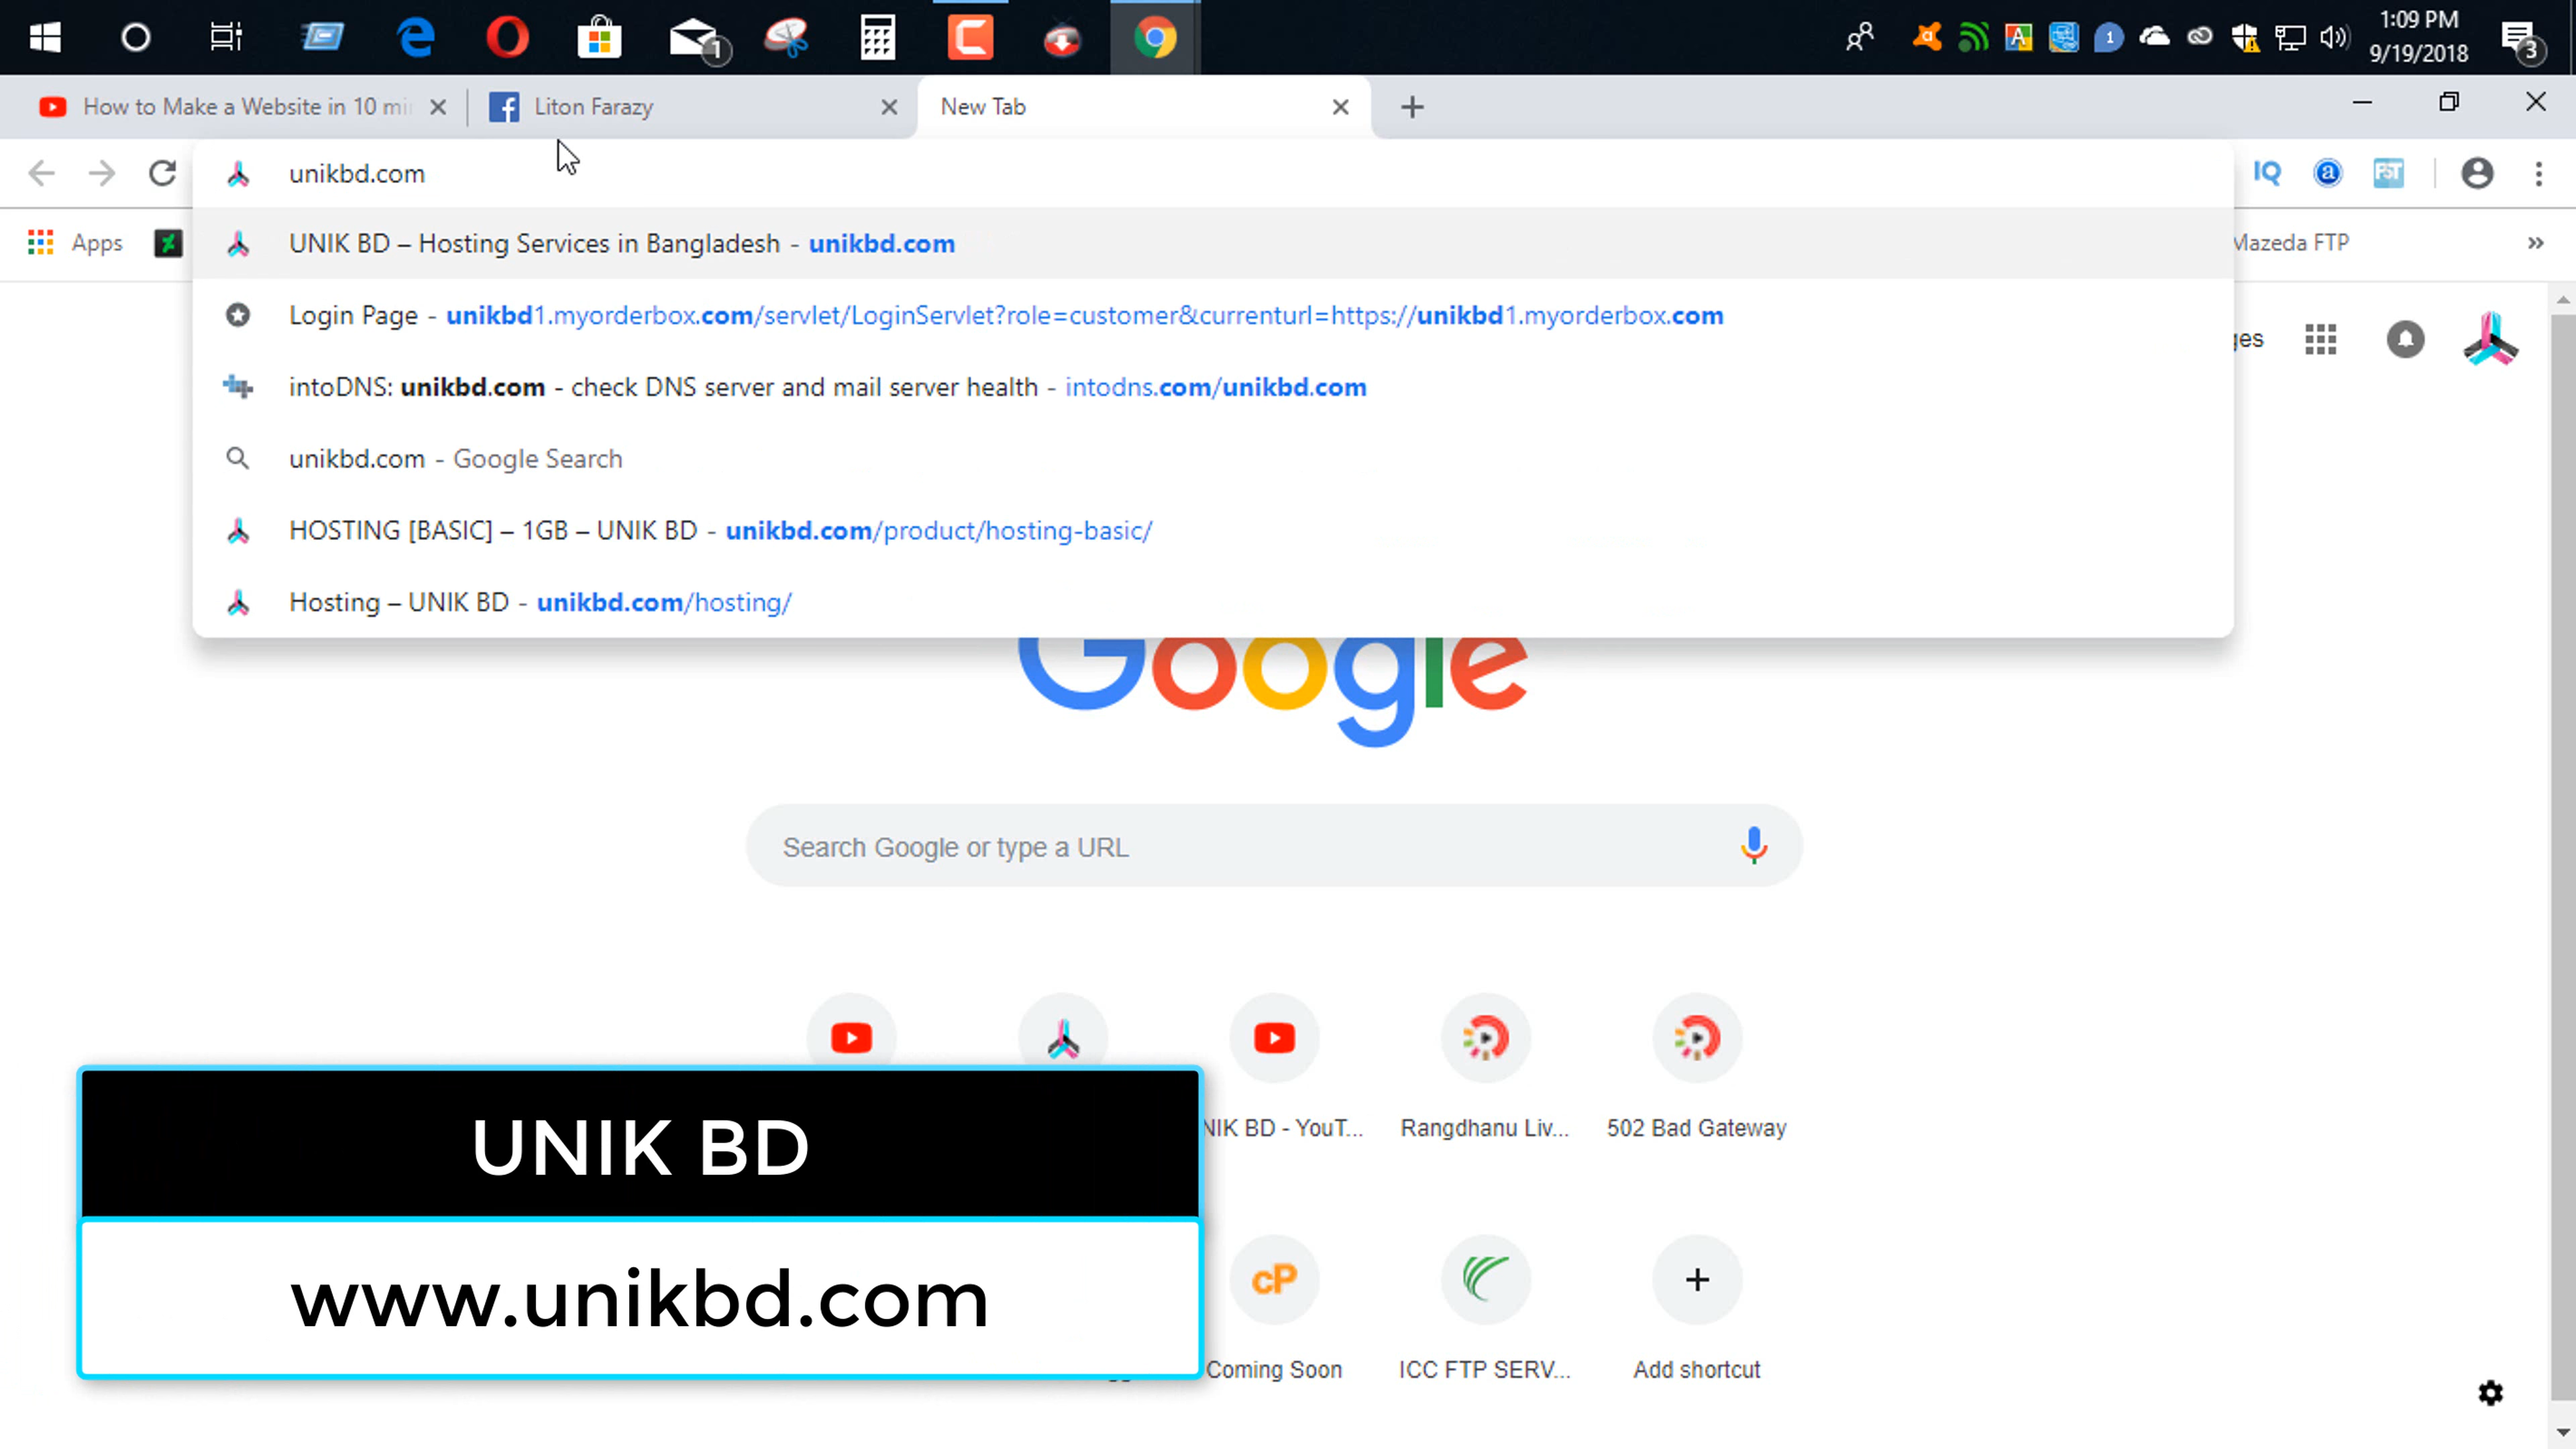 1
1
1:09 PM
9/19/2018
3
How to Make a Website in 10 mi
Liton Farazy
New Tab
unikbd.com
IQ
a
PST
Apps
UNIK BD – Hosting Services in Bangladesh - unikbd.com
Mazeda FTP
Login Page - unikbd1.myorderbox.com/servlet/LoginServlet?role=customer&currenturl=https://unikbd1.myorderbox.com
ges
intoDNS: unikbd.com - check DNS server and mail server health - intodns.com/unikbd.com
unikbd.com - Google Search
HOSTING [BASIC] – 1GB – UNIK BD - unikbd.com/product/hosting-basic/
Hosting – UNIK BD - unikbd.com/hosting/
Google
Search Google or type a URL
NIK BD - YouT...
Rangdhanu Liv...
502 Bad Gateway
UNIK BD
www.unikbd.com
cP
Coming Soon
ICC FTP SERV...
Add shortcut